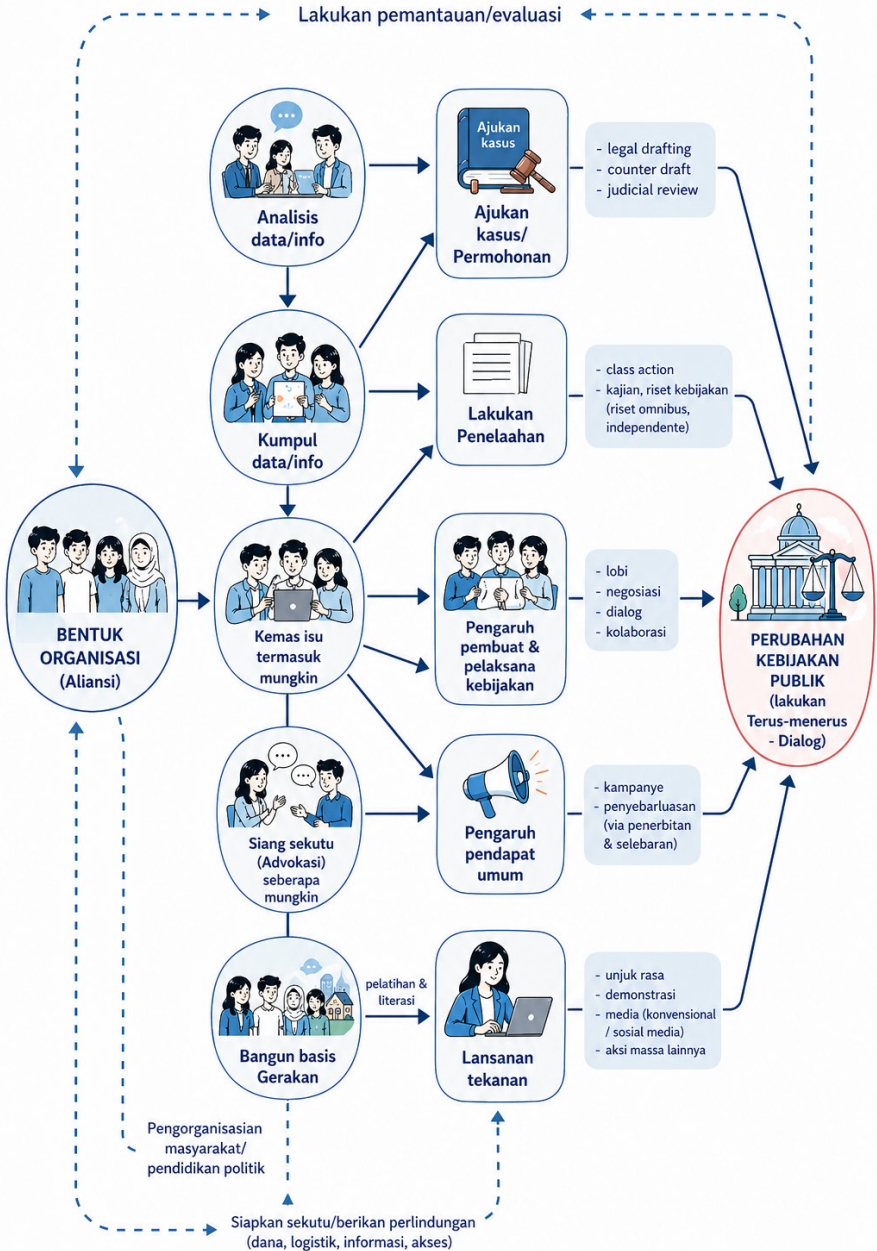 Lakukan pemantauan/evaluasi
Analisis
data/info
Ajukan
kasus
Ajukan
kasus/
Permohonan
- legal drafting
- counter draft
- judicial review
Kumpul
data/info
Lakukan
Penelaahan
- class action
- kajian, riset kebijakan
(riset omnibus,
independente)
BENTUK
ORGANISASI
(Aliansi)
Kemas isu
termasuk
mungkin
Pengaruh
pembuat &
pelaksana
kebijakan
- lobi
- negosiasi
- dialog
- kolaborasi
PERUBAHAN
KEBIJAKAN
PUBLIK
(lakukan
Terus-menerus
- Dialog)
Siang sekutu
(Advokasi)
seberapa
mungkin
Pengaruh
pendapat
umum
- kampanye
- penyebarluasan
(via penerbitan
& selebaran)
Bangun basis
Gerakan
pelatihan &
literasi
Lansanan
tekanan
- unjuk rasa
- demonstrasi
- media (konvensional
/ sosial media)
- aksi massa lainnya
Pengorganisasian
masyarakat/
pendidikan politik
Siapkan sekutu/berikan perlindungan
(dana, logistik, informasi, akses)